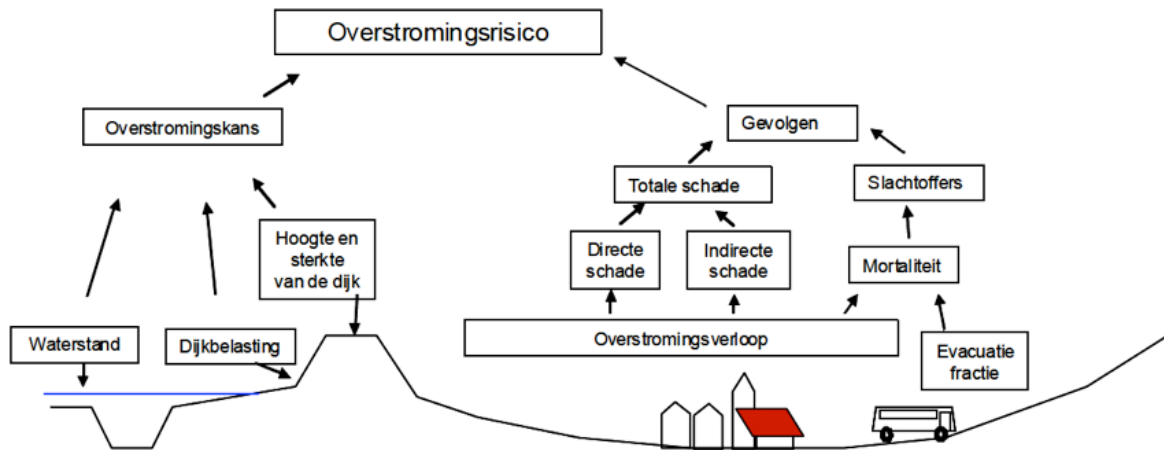 Overstromingsrisico
Overstromingskans
Gevolgen
Totale schade
Slachtoffers
Hoogte en
sterkte
van de dijk
Directe
schade
Indirecte
schade
Mortaliteit
Waterstand
Dijkbelasting
Overstromingsverloop
Evacuatie
fractie